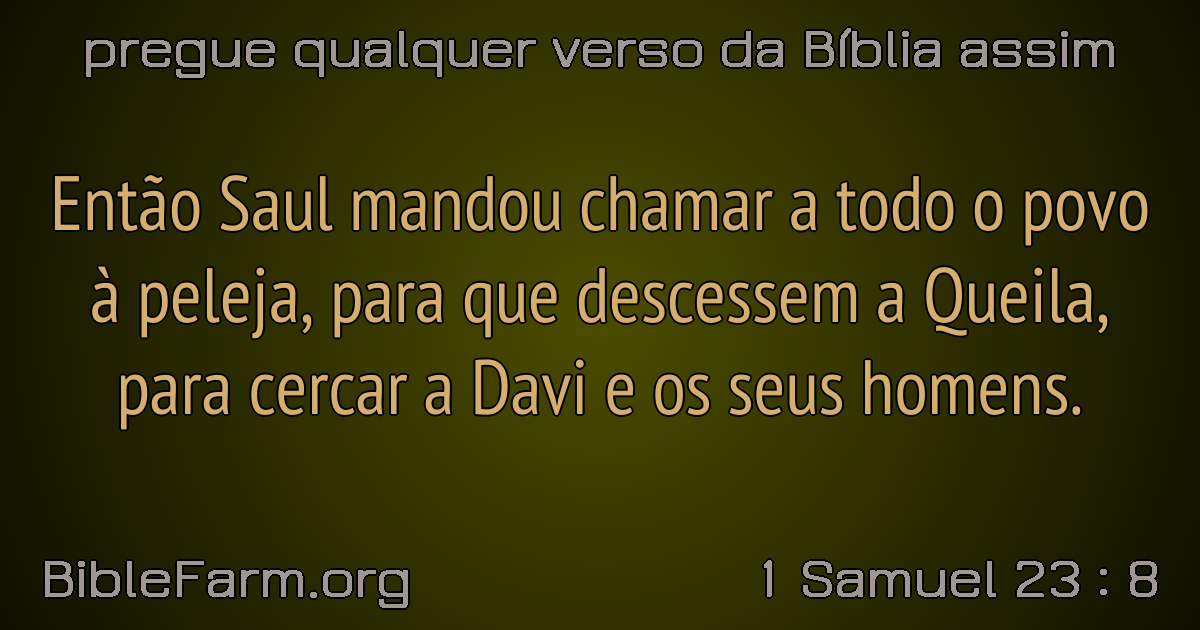 pregue qualquer verso da Bíblia assim
Então Saul mandou chamar a todo o povo
à peleja, para que descessem a Queila,
para cercar a Davi e os seus homens.
BibleFarm.org
1 Samuel 23 : 8